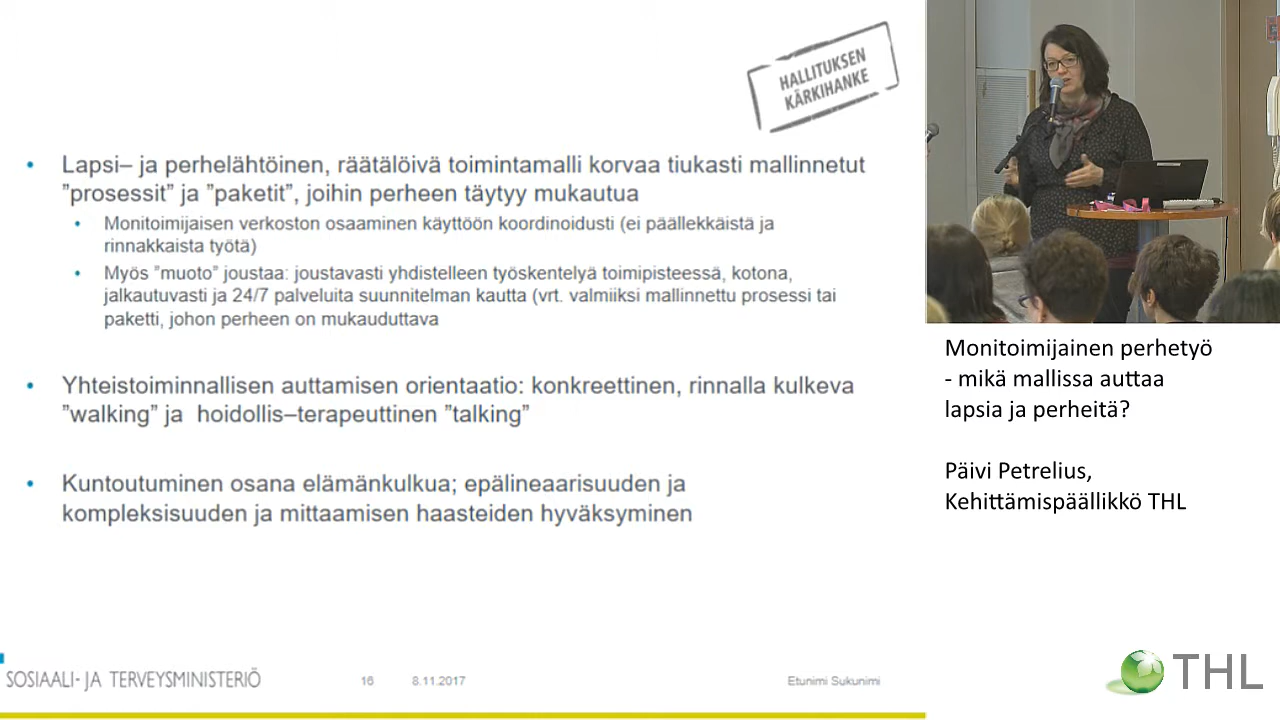 HALLITUKSEN
KÄRKIHANKE
• Lapsi– ja perhelähtöinen, räätälöivä toimintamalli korvaa tiukasti mallinnetut
”prosessit” ja ”paketit”, joihin perheen täytyy mukautua
• Monitoimijaisen verkoston osaaminen käyttöön koordinoidusti (ei päällekkäistä ja
rinnakkaista työtä)
• Myös ”muoto” joustaa: joustavasti yhdistelleen työskentelyä toimipisteessä, kotona,
jalkautuvasti ja 24/7 palveluita suunnitelman kautta (vrt. valmiiksi mallinnettu prosessi tai
paketti, johon perheen on mukauduttava
• Yhteistoiminnallisen auttamisen orientaatio: konkreettinen, rinnalla kulkeva
”walking” ja hoidollis–terapeuttinen ”talking”
• Kuntoutuminen osana elämänkulkua; epälineaarisuuden ja
kompleksisuuden ja mittaamisen haasteiden hyväksyminen
SOSIAALI- JA TERVEYSMINISTERIÖ
16
8.11.2017
Etunimi Sukunimi
Monitoimijainen perhetyö
- mikä mallissa auttaa
lapsia ja perheitä?
Päivi Petrelius,
Kehittämispäällikkö THL
THL